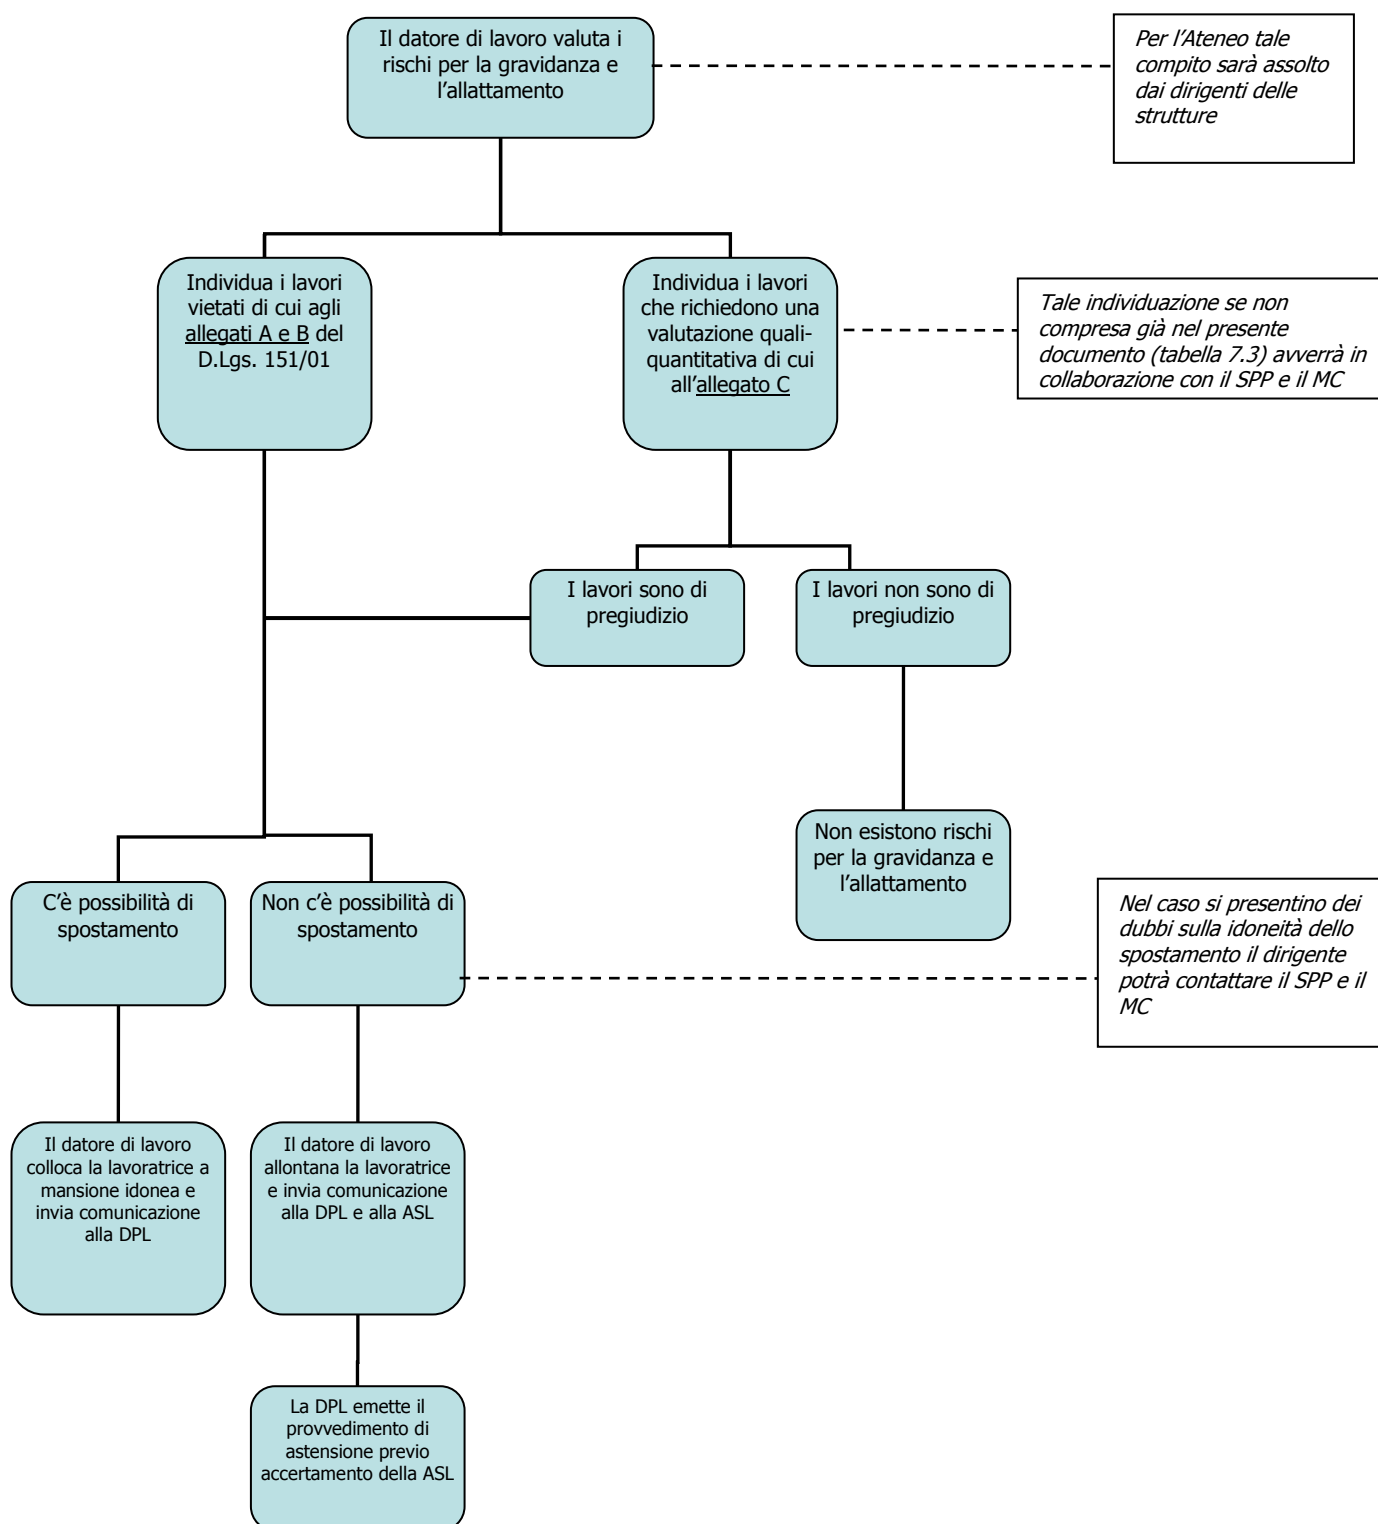 Il datore di lavoro valuta i
rischi per la gravidanza e
l'allattamento
Per l'Ateneo tale
compito sarà assolto
dai dirigenti delle
strutture
Individua i lavori
vietati di cui agli
allegati A e B del
D.Lgs. 151/01
Individua i lavori
che richiedono una
valutazione quali-
quantitativa di cui
all'allegato C
Tale individuazione se non
compresa già nel presente
documento (tabella 7.3) avverrà in
collaborazione con il SPP e il MC
I lavori sono di
pregiudizio
I lavori non sono di
pregiudizio
Non esistono rischi
per la gravidanza e
l'allattamento
C'è possibilità di
spostamento
Non c'è possibilità di
spostamento
Nel caso si presentino dei
dubbi sulla idoneità dello
spostamento il dirigente
potrà contattare il SPP e il
MC
Il datore di lavoro
colloca la lavoratrice a
mansione idonea e
invia comunicazione
alla DPL
Il datore di lavoro
allontana la lavoratrice
e invia comunicazione
alla DPL e alla ASL
La DPL emette il
provvedimento di
astensione previo
accertamento della ASL